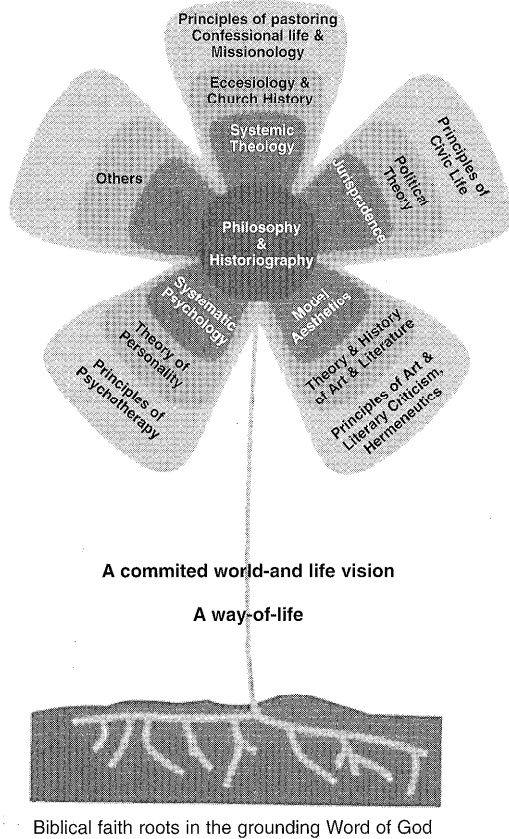 Principles of pastoring
Confessional life &
Missionology
Eccesiology &
Church History
Systemic
Theology
Others
Jurisprudence
Political
Theory
Principles of
Civic Life
Philosophy
&
Historiography
Systematic
Psychology
Theory of
Personality
Principles of
Psychotherapy
Model
Aesthetics
Theory & History
of Art & Literature
Principles of Art &
Literary Criticism,
Hermeneutics
A commited world-and life vision
A way-of-life
Biblical faith roots in the grounding Word of God